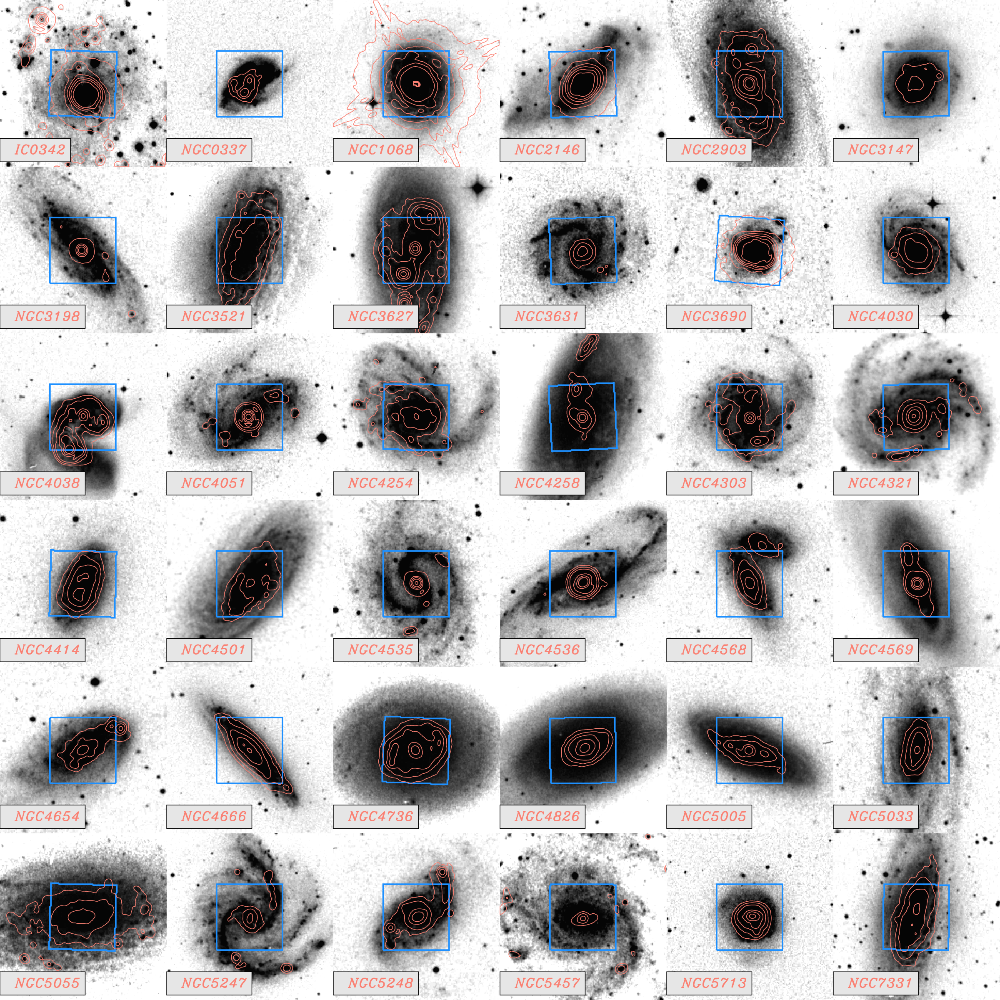 IC0342 NGC0337 NGC1068 NGC2146 NGC2903 NGC3147
NGC3198 NGC3521 NGC3627 NGC3631 NGC3690 NGC4030
NGC4038 NGC4051 NGC4254 NGC4258 NGC4303 NGC4321
NGC4414 NGC4501 NGC4535 NGC4536 NGC4568 NGC4569
NGC4654 NGC4666 NGC4736 NGC4826 NGC5005 NGC5033
NGC5055 NGC5247 NGC5248 NGC5457 NGC5713 NGC7331